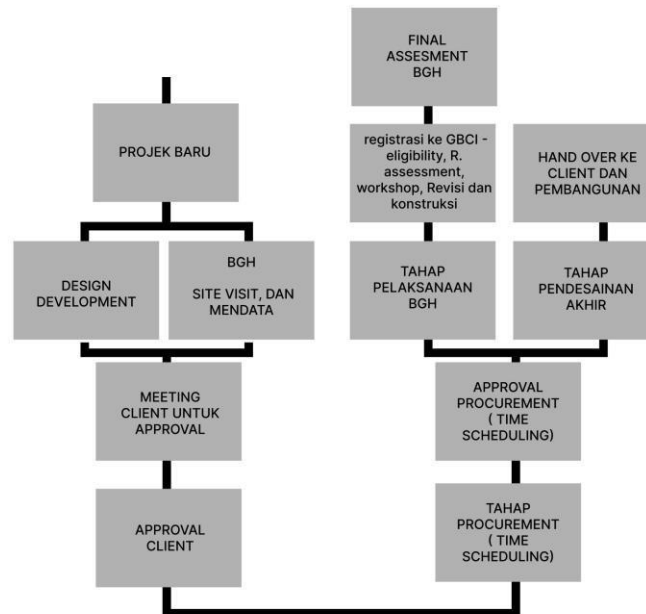 PROJEK BARU
DESIGN
DEVELOPMENT
BGH
SITE VISIT, DAN
MENDATA
MEETING
CLIENT UNTUK
APPROVAL
APPROVAL
CLIENT
FINAL
ASSESMENT
BGH
registrasi ke GBCI -
eligibility, R.
assessment,
workshop, Revisi dan
konstruksi
HAND OVER KE
CLIENT DAN
PEMBANGUNAN
TAHAP
PELAKSANAAN
BGH
TAHAP
PENDESAINAN
AKHIR
APPROVAL
PROCUREMENT
( TIME
SCHEDULING)
TAHAP
PROCUREMENT
( TIME
SCHEDULING)